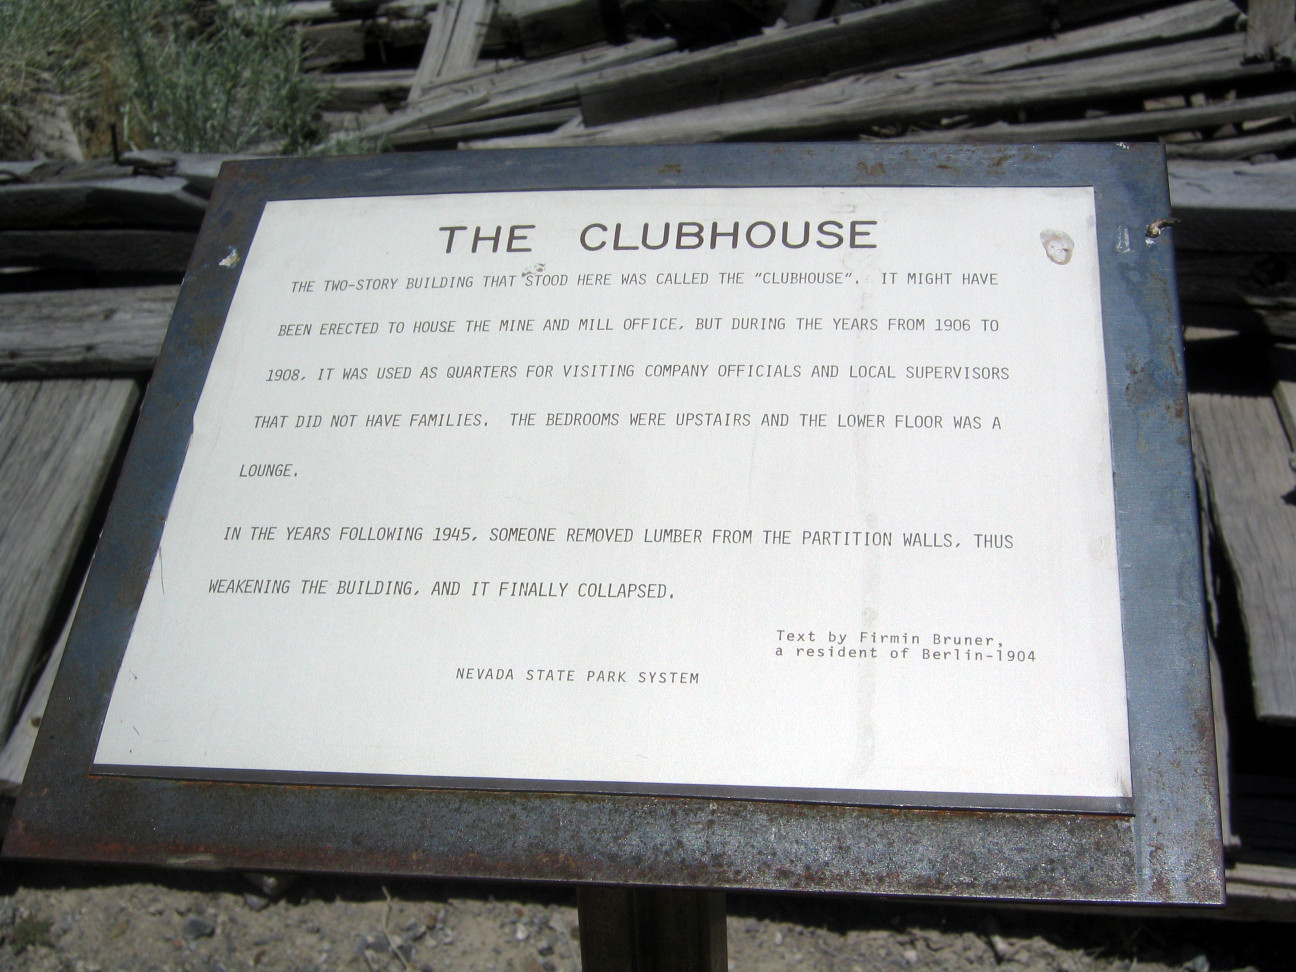 THE CLUBHOUSE
THE TWO-STORY BUILDING THAT STOOD HERE WAS CALLED THE "CLUBHOUSE". IT MIGHT HAVE
BEEN ERECTED TO HOUSE THE MINE AND MILL OFFICE, BUT DURING THE YEARS FROM 1906 TO
1908, IT WAS USED AS QUARTERS FOR VISITING COMPANY OFFICIALS AND LOCAL SUPERVISORS
THAT DID NOT HAVE FAMILIES. THE BEDROOMS WERE UPSTAIRS AND THE LOWER FLOOR WAS A
LOUNGE.
IN THE YEARS FOLLOWING 1945, SOMEONE REMOVED LUMBER FROM THE PARTITION WALLS, THUS
WEAKENING THE BUILDING, AND IT FINALLY COLLAPSED.
Text by Firmin Bruner,
a resident of Berlin-1904
NEVADA STATE PARK SYSTEM